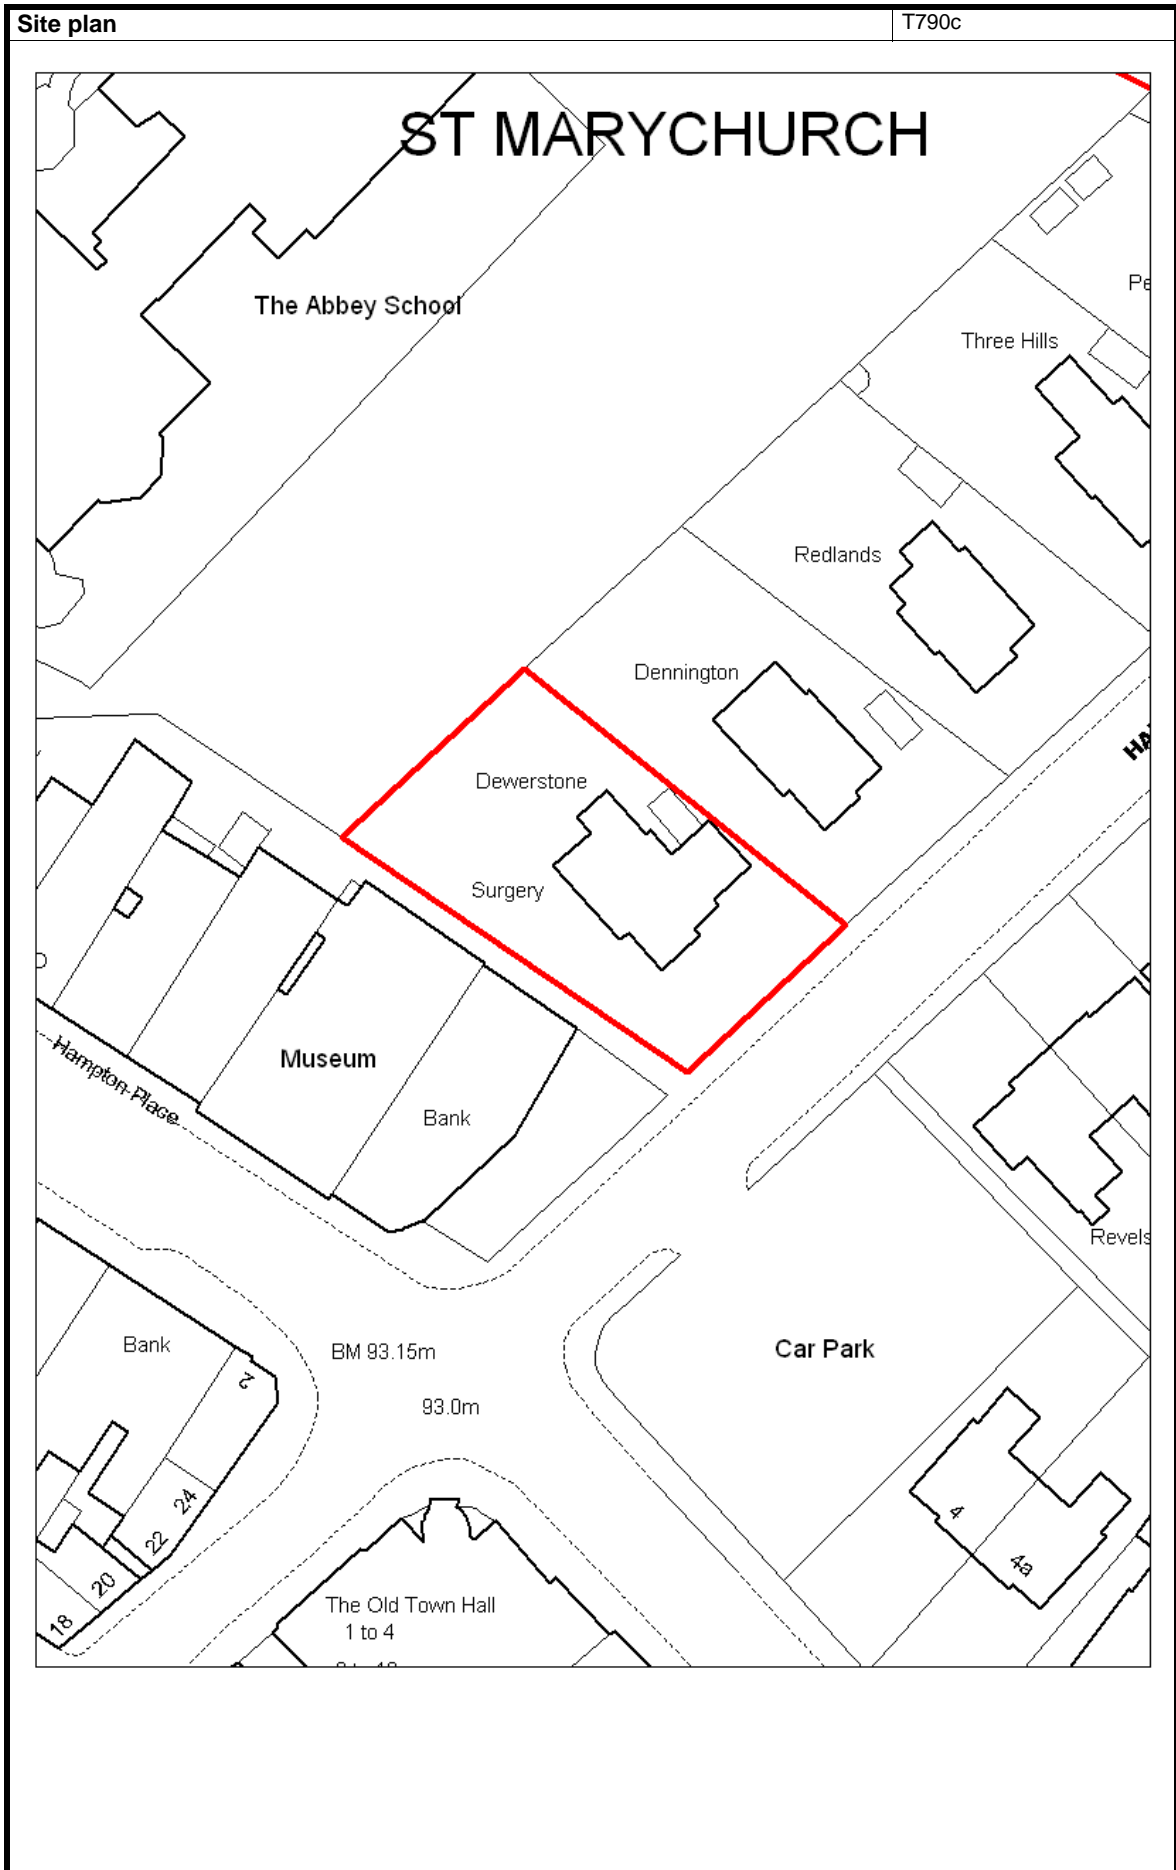 Site plan
T790c
ST MARYCHURCH
The Abbey School
Three Hills
Redlands
Dennington
Dewerstone
Surgery
Museum
Hampton Place
Bank
Revels
Bank
BM 93.15m
Car Park
2
93.0m
24
22
20
18
4
4a
The Old Town Hall
1 to 4